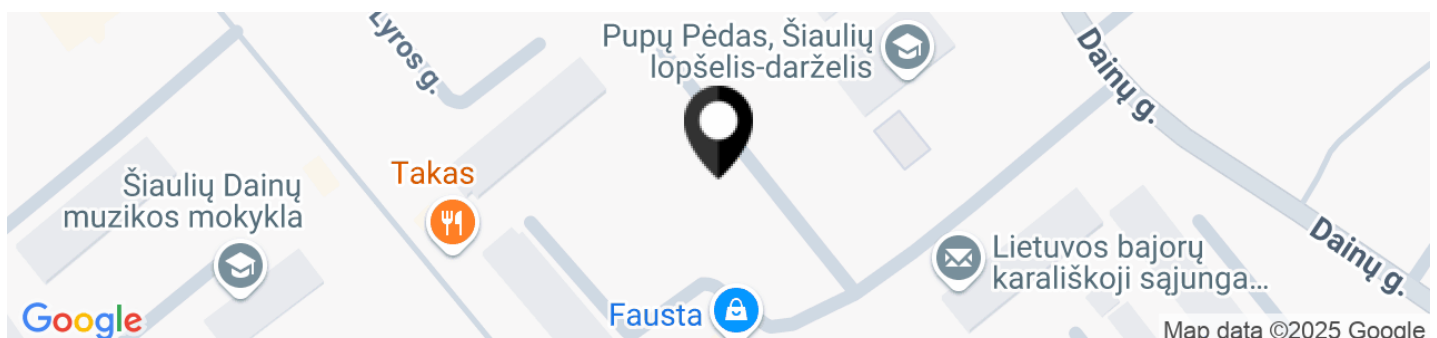 Lyros g.
Pupų Pėdas, Šiaulių
lopšelis-darželis
Dainų g.
Takas
Šiaulių Dainų
muzikos mokykla
Lietuvos bajorų
karališkoji sąjunga...
Dainų g.
Fausta
Google
Map data ©2025 Google